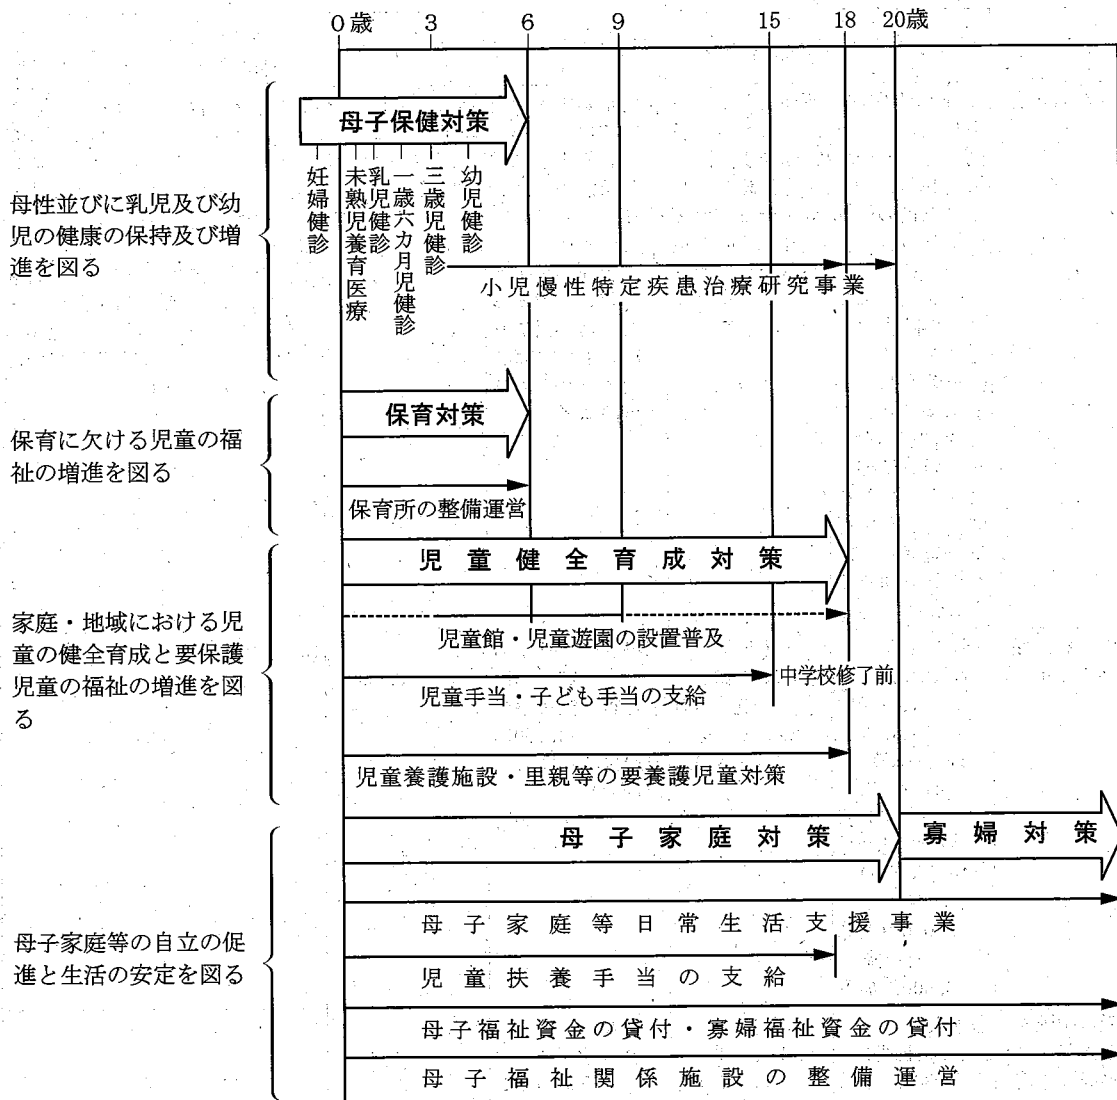 0歳 3 6 9 15 18 20歳
母性並びに乳児及び幼
児の健康の保持及び増
進を図る
母子保健対策
妊婦健診
未熟児養育医療
乳児健診
一歳六カ月児健診
三歳児健診
幼児健診
小児慢性特定疾患治療研究事業
保育に欠ける児童の福
祉の増進を図る
保育対策
保育所の整備運営
家庭・地域における児
童の健全育成と要保護
児童の福祉の増進を図
る
児童健全育成対策
児童館・児童遊園の設置普及
児童手当・子ども手当の支給
中学校修了前
児童養護施設・里親等の要養護児童対策
母子家庭等の自立の促
進と生活の安定を図る
母子家庭対策
寡婦対策
母子家庭等日常生活支援事業
児童扶養手当の支給
母子福祉資金の貸付・寡婦福祉資金の貸付
母子福祉関係施設の整備運営